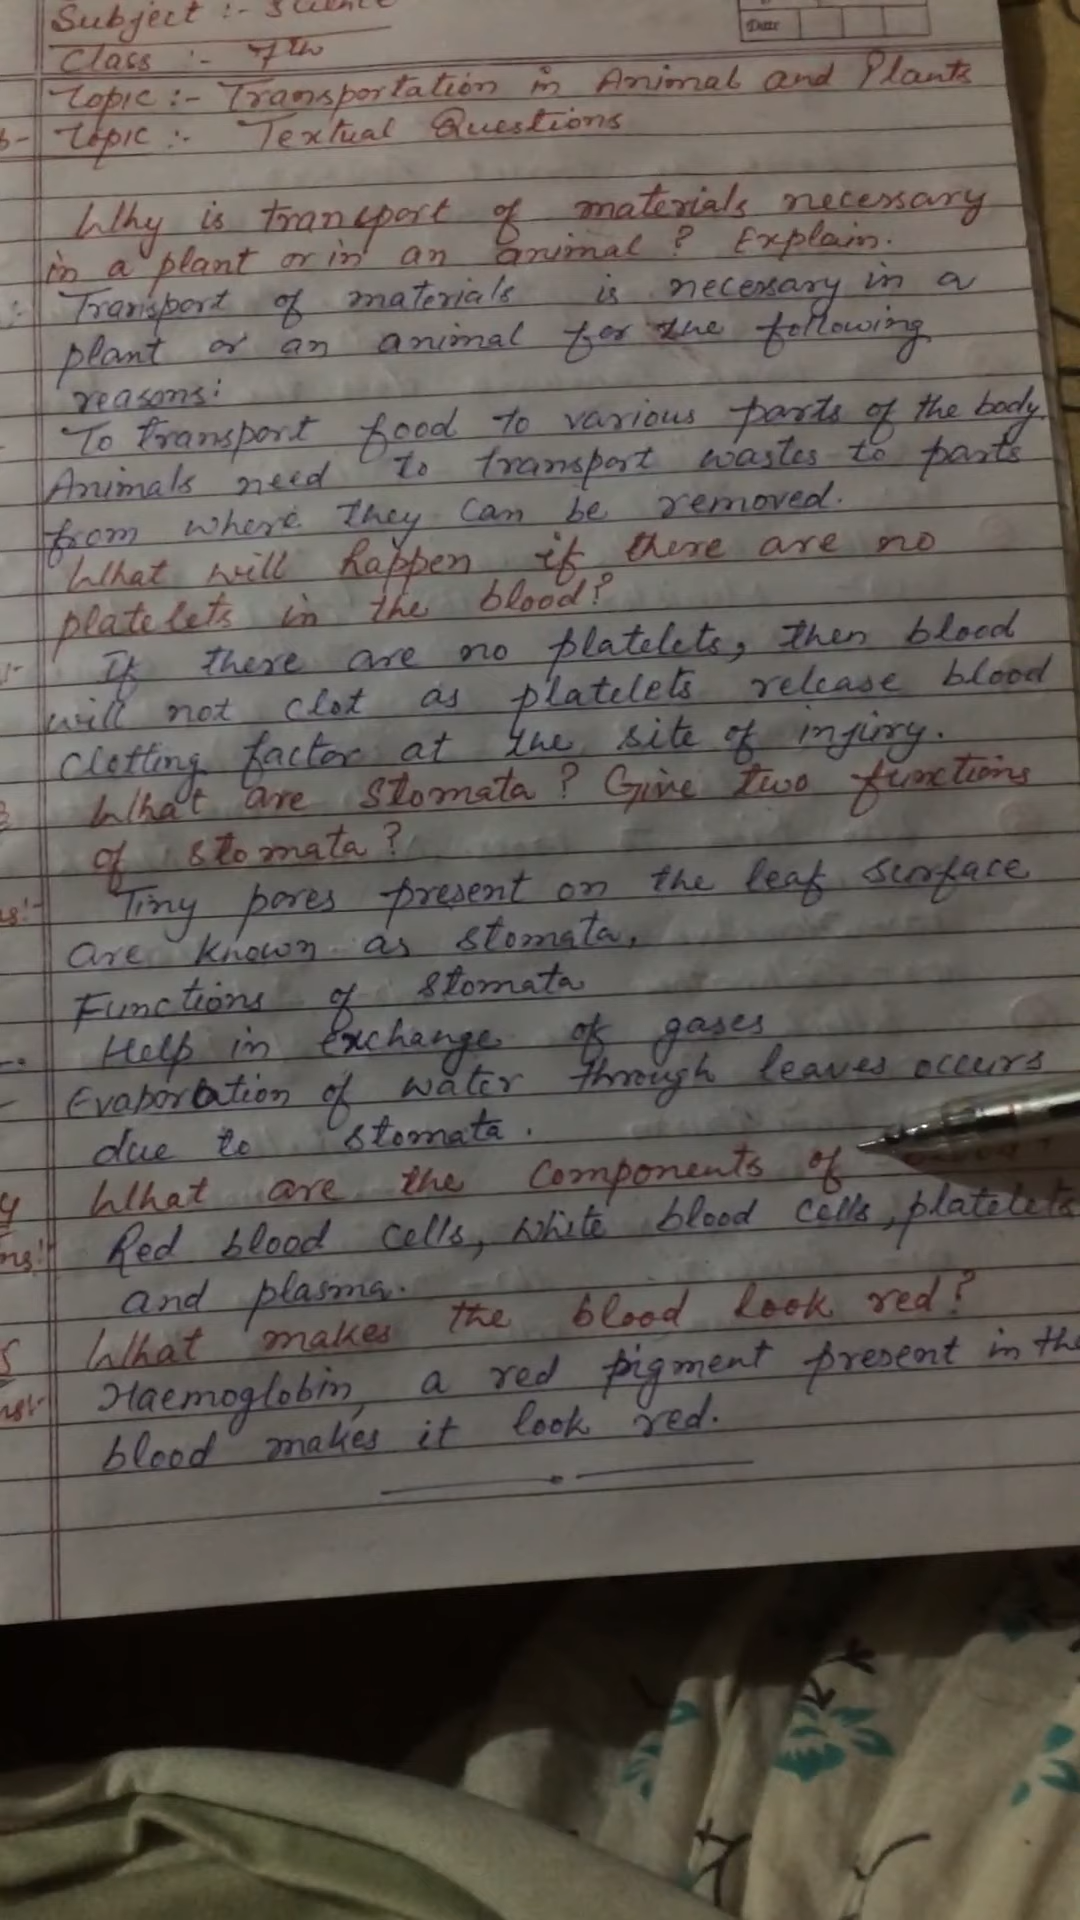 Subject :- Science
Date
Class :- 7th
Topic :- Transportation in Animal and Plants
b- Topic :- Textual Questions
Why is transport of materials necessary
in a plant or in an animal? Explain.
:- Transport of materials is necessary in a
plant or an animal for the following
reasons:
To transport food to various parts of the body
Animals need to transport wastes to parts
from where they can be removed.
What will happen if there are no
platelets in the blood?
If there are no platelets, then blood
will not clot as platelets release blood
clotting factor at the site of injury.
3 What are stomata? Give two functions
of stomata?
ns:- Tiny pores present on the leaf surface
are known as stomata,
Functions of stomata
Help in exchange of gases
Evaporation of water through leaves occurs
due to stomata.
4 What are the components of
ns:- Red blood cells, white blood cells, platelets
and plasma.
5 What makes the blood look red?
ns:- Haemoglobin, a red pigment present in the
blood makes it look red.